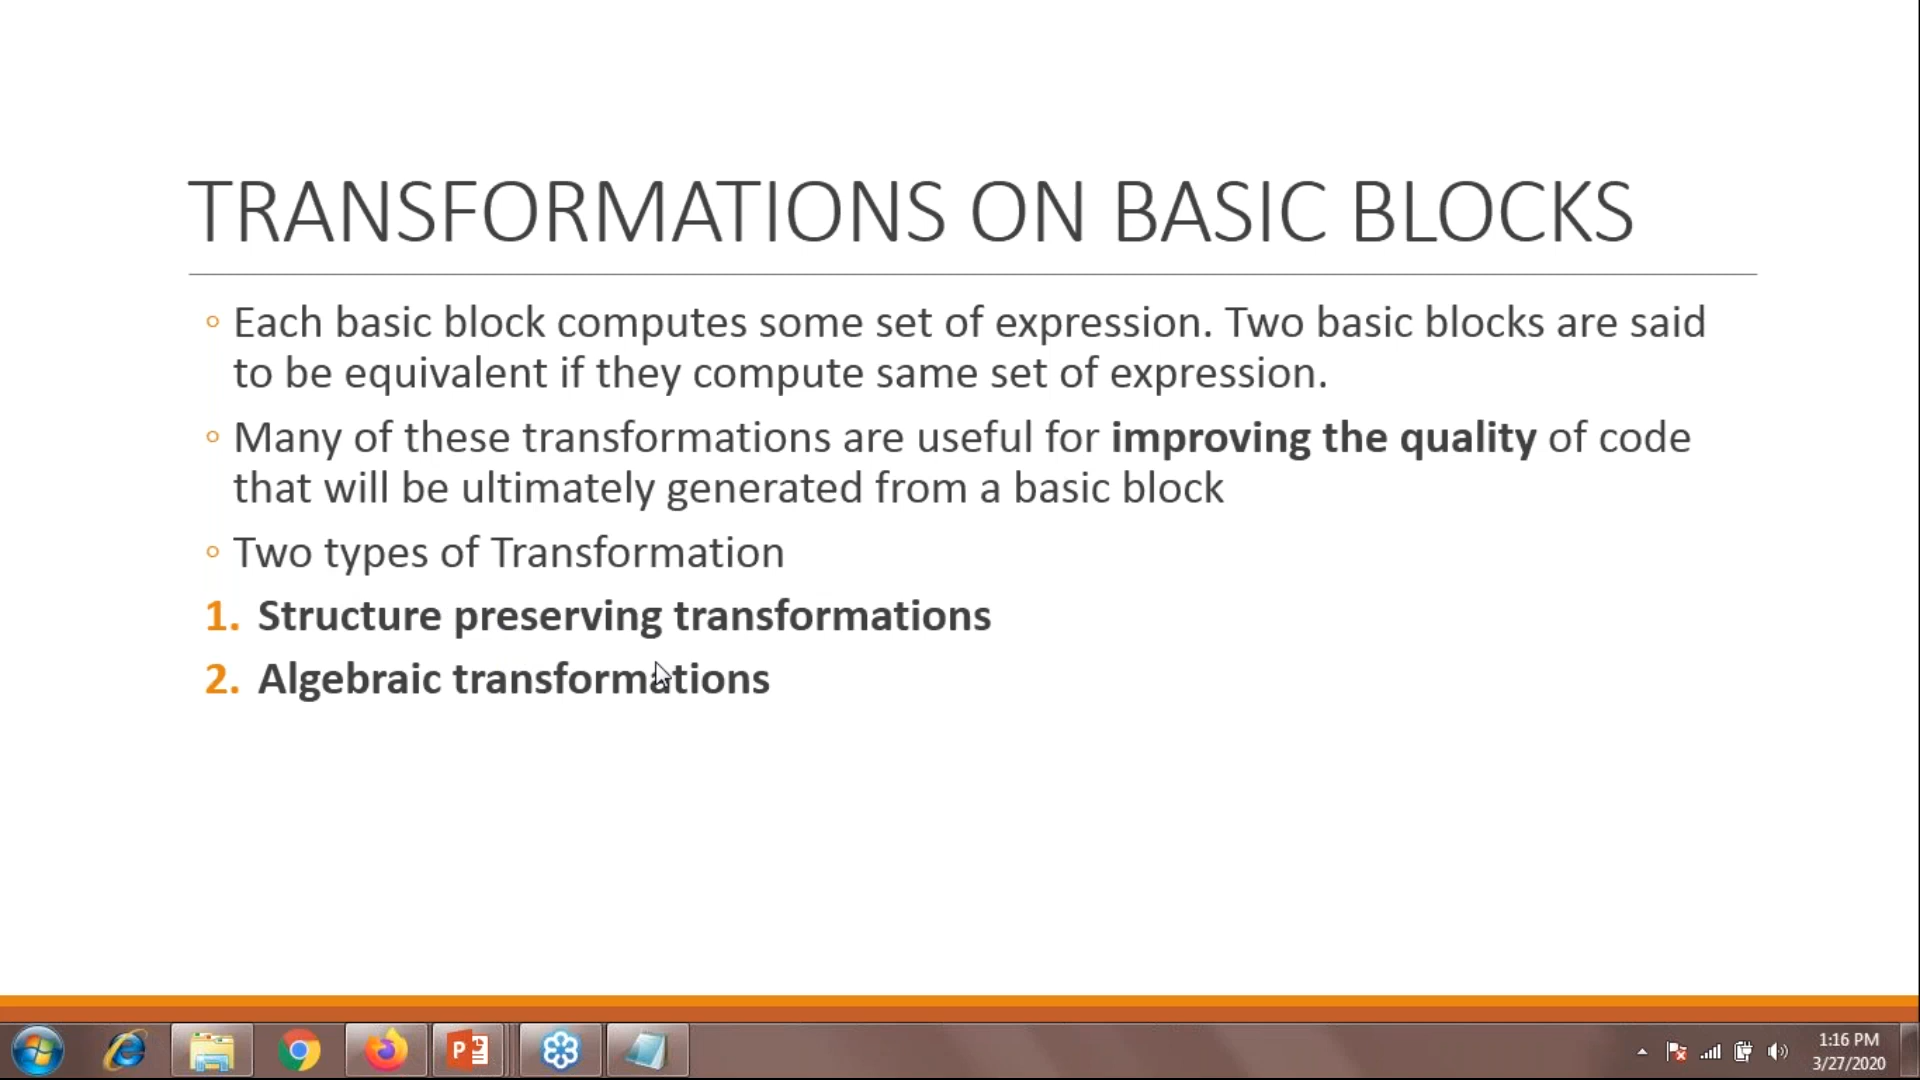 TRANSFORMATIONS ON BASIC BLOCKS
◦ Each basic block computes some set of expression. Two basic blocks are said
to be equivalent if they compute same set of expression.
◦ Many of these transformations are useful for improving the quality of code
that will be ultimately generated from a basic block
◦ Two types of Transformation
1. Structure preserving transformations
2. Algebraic transformations
1:16 PM
3/27/2020